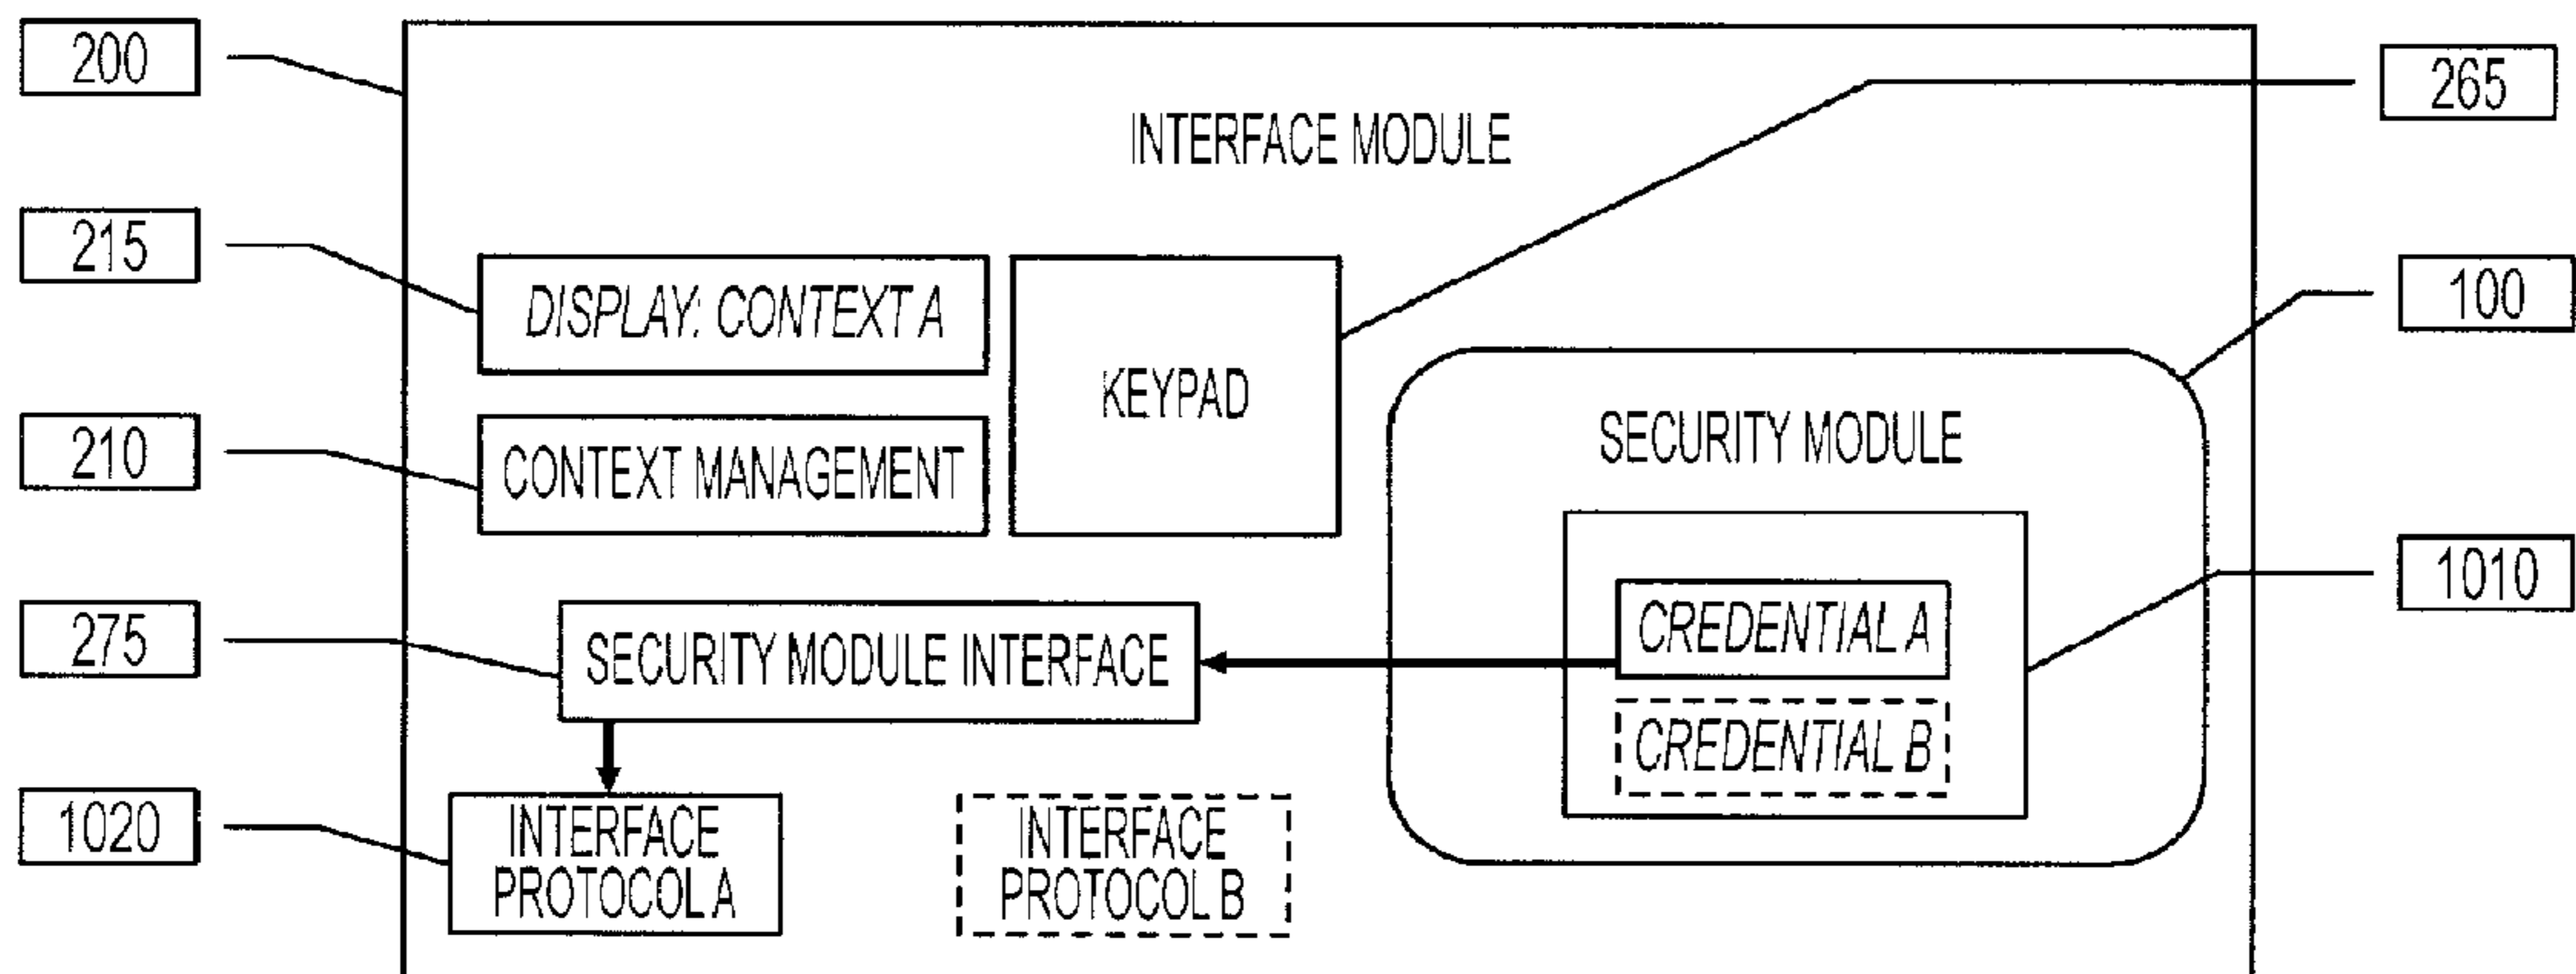 200
INTERFACE MODULE
265
215
DISPLAY: CONTEXT A
KEYPAD
100
210
CONTEXT MANAGEMENT
SECURITY MODULE
275
SECURITY MODULE INTERFACE
CREDENTIAL A
1010
CREDENTIAL B
1020
INTERFACE
PROTOCOL A
INTERFACE
PROTOCOL B